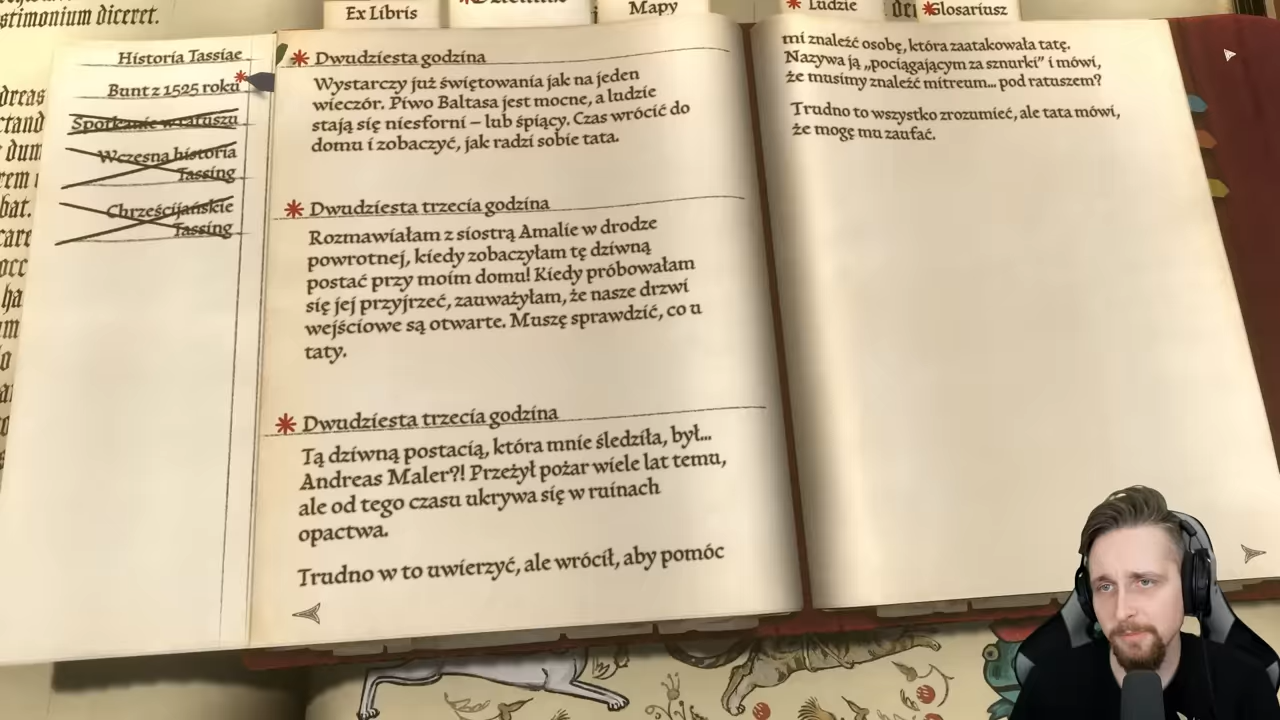 stimonium diceret.
Ex Libris
Mapy
Ludzie
Glosariusz
Historia Tassiae
Bunt z 1525 roku
Spotkanie w ratuszu
Wczesna historia
Tassing
Chrześcijańskie
Tassing
Dwudziesta godzina
Wystarczy już świętowania jak na jeden
wieczór. Piwo Baltasa jest mocne, a ludzie
stają się niesforni – lub śpiący. Czas wrócić do
domu i zobaczyć, jak radzi sobie tata.
Dwudziesta trzecia godzina
Rozmawiałam z siostrą Amalie w drodze
powrotnej, kiedy zobaczyłam tę dziwną
postać przy moim domu! Kiedy próbowałam
się jej przyjrzeć, zauważyłam, że nasze drzwi
wejściowe są otwarte. Muszę sprawdzić, co u
taty.
Dwudziesta trzecia godzina
Tą dziwną postacią, która mnie śledziła, był...
Andreas Maler?! Przeżył pożar wiele lat temu,
ale od tego czasu ukrywa się w ruinach
opactwa.
Trudno w to uwierzyć, ale wrócił, aby pomóc
mi znaleźć osobę, która zaatakowała tatę.
Nazywa ją „pociągającym za sznurki” i mówi,
że musimy znaleźć mitreum... pod ratuszem?
Trudno to wszystko zrozumieć, ale tata mówi,
że mogę mu zaufać.